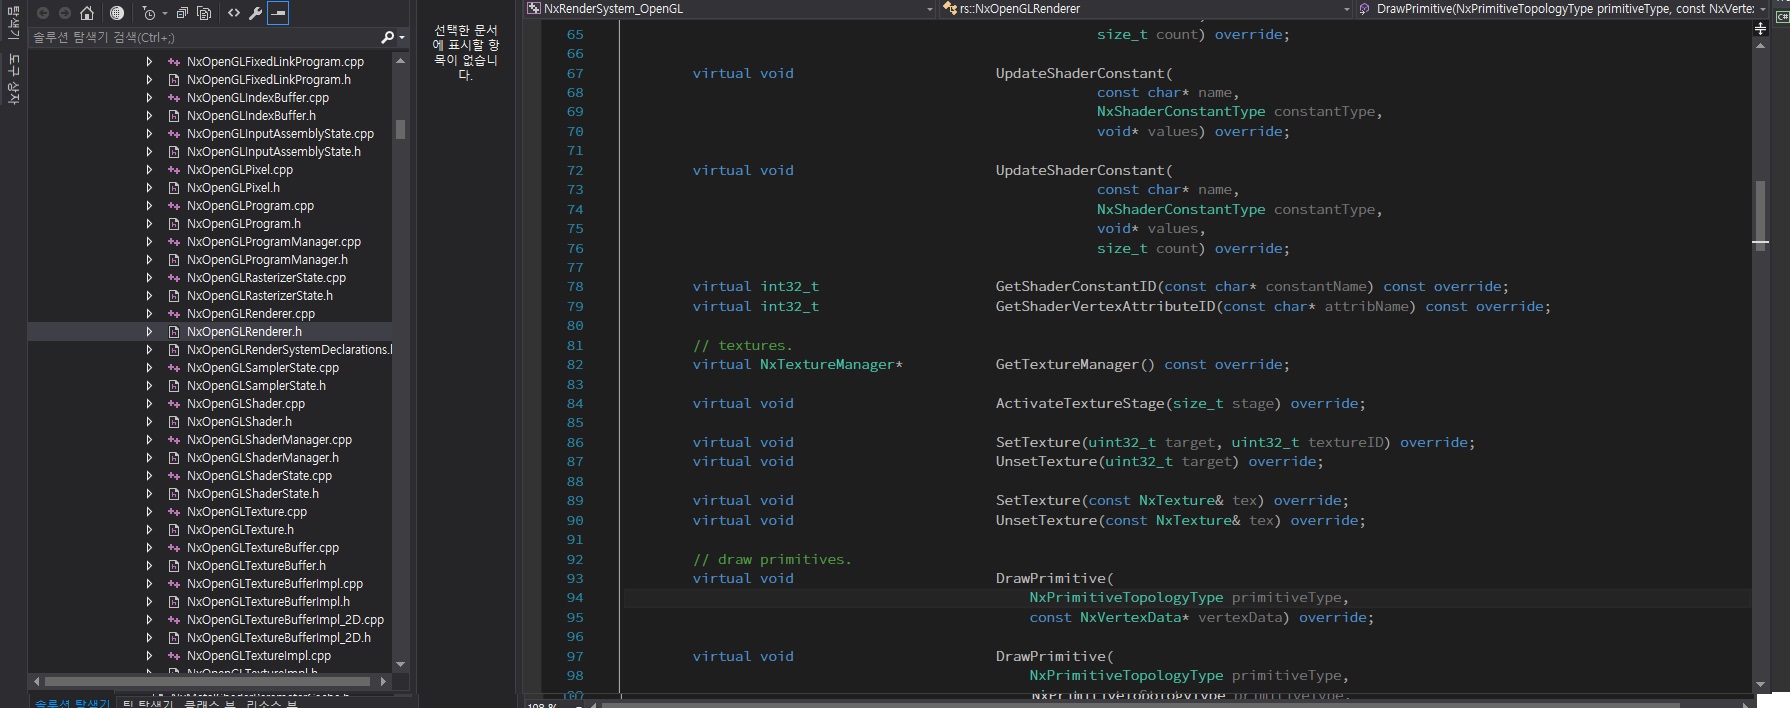 탐색기
도구 상자
솔루션 탐색기 검색(Ctrl+;)
NxOpenGLFixedLinkProgram.cpp
NxOpenGLFixedLinkProgram.h
NxOpenGLIndexBuffer.cpp
NxOpenGLIndexBuffer.h
NxOpenGLInputAssemblyState.cpp
NxOpenGLInputAssemblyState.h
NxOpenGLPixel.cpp
NxOpenGLPixel.h
NxOpenGLProgram.cpp
NxOpenGLProgram.h
NxOpenGLProgramManager.cpp
NxOpenGLProgramManager.h
NxOpenGLRasterizerState.cpp
NxOpenGLRasterizerState.h
NxOpenGLRenderer.cpp
NxOpenGLRenderer.h
NxOpenGLRenderSystemDeclarations.
NxOpenGLSamplerState.cpp
NxOpenGLSamplerState.h
NxOpenGLShader.cpp
NxOpenGLShader.h
NxOpenGLShaderManager.cpp
NxOpenGLShaderManager.h
NxOpenGLShaderState.cpp
NxOpenGLShaderState.h
NxOpenGLTexture.cpp
NxOpenGLTexture.h
NxOpenGLTextureBuffer.cpp
NxOpenGLTextureBuffer.h
NxOpenGLTextureBufferImpl.cpp
NxOpenGLTextureBufferImpl.h
NxOpenGLTextureBufferImpl_2D.cpp
NxOpenGLTextureBufferImpl_2D.h
NxOpenGLTextureImpl.cpp
NxOpenGLTextureImpl.h
솔루션 탐색기 팀 탐색기 클래스 뷰 리소스 뷰
선택한 문서
에 표시할 항
목이 없습니
다.
NxRenderSystem_OpenGL rs::NxOpenGLRenderer DrawPrimitive(NxPrimitiveTopologyType primitiveType, const NxVerte
65 size_t count) override;
66
67 virtual void UpdateShaderConstant(
68 const char* name,
69 NxShaderConstantType constantType,
70 void* values) override;
71
72 virtual void UpdateShaderConstant(
73 const char* name,
74 NxShaderConstantType constantType,
75 void* values,
76 size_t count) override;
77
78 virtual int32_t GetShaderConstantID(const char* constantName) const override;
79 virtual int32_t GetShaderVertexAttributeID(const char* attribName) const override;
80
81 // textures.
82 virtual NxTextureManager* GetTextureManager() const override;
83
84 virtual void ActivateTextureStage(size_t stage) override;
85
86 virtual void SetTexture(uint32_t target, uint32_t textureID) override;
87 virtual void UnsetTexture(uint32_t target) override;
88
89 virtual void SetTexture(const NxTexture& tex) override;
90 virtual void UnsetTexture(const NxTexture& tex) override;
91
92 // draw primitives.
93 virtual void DrawPrimitive(
94 NxPrimitiveTopologyType primitiveType,
95 const NxVertexData* vertexData) override;
96
97 virtual void DrawPrimitive(
98 NxPrimitiveTopologyType primitiveType,
NxPrimitiveTopologyType primitiveType,
108 %